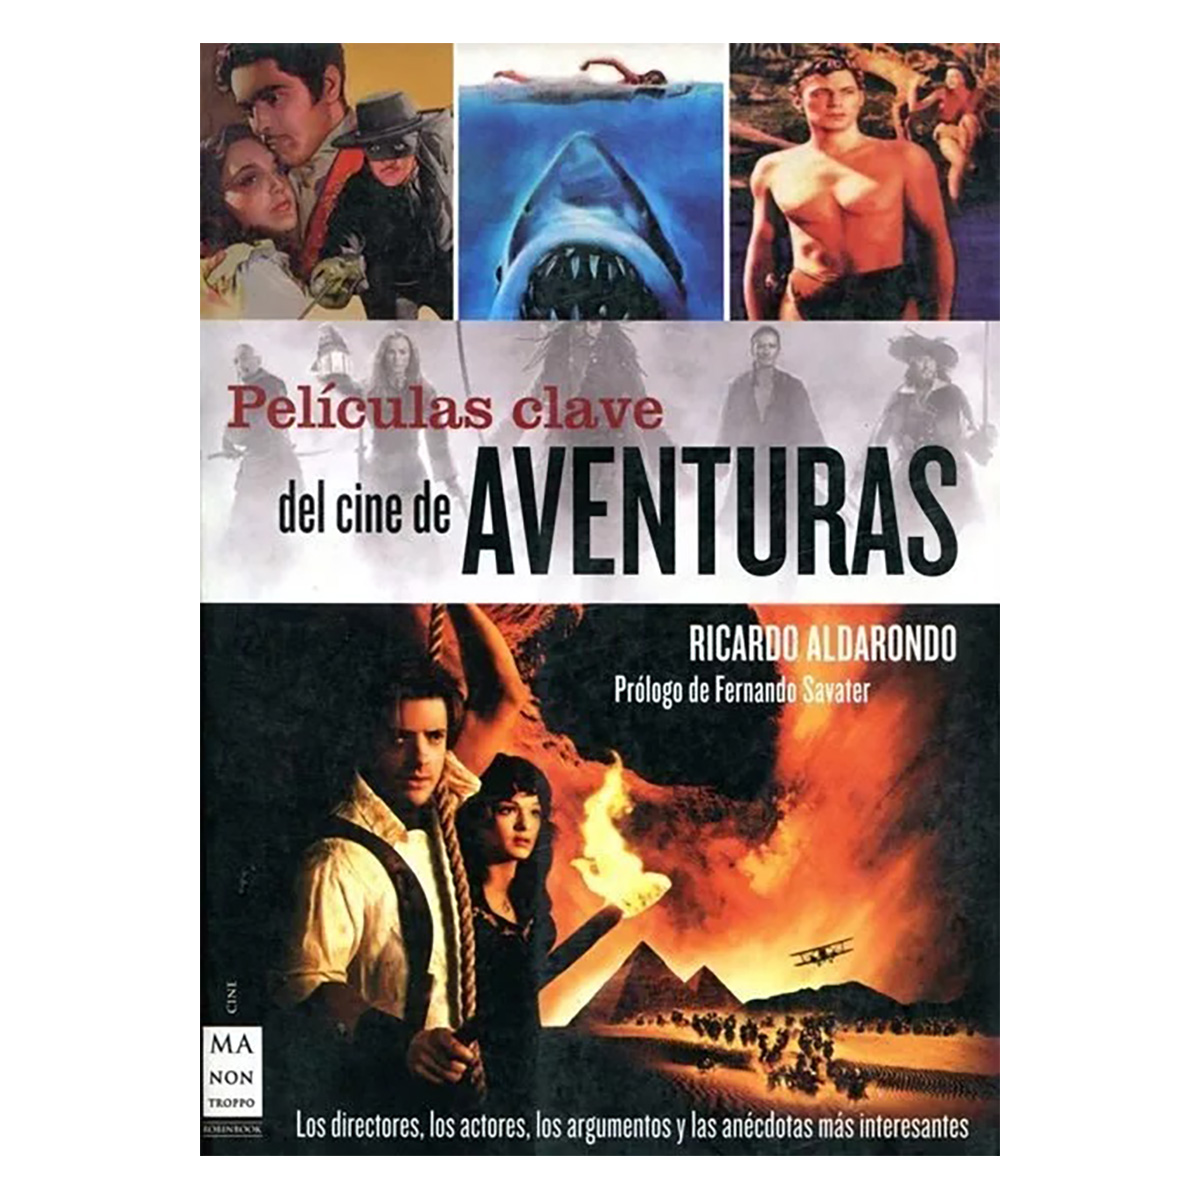 Películas clave
del cine de AVENTURAS
RICARDO ALDARONDO
Prólogo de Fernando Savater
CINE
MA
NON
TROPPO
ROBINBOOK
Los directores, los actores, los argumentos y las anécdotas más interesantes